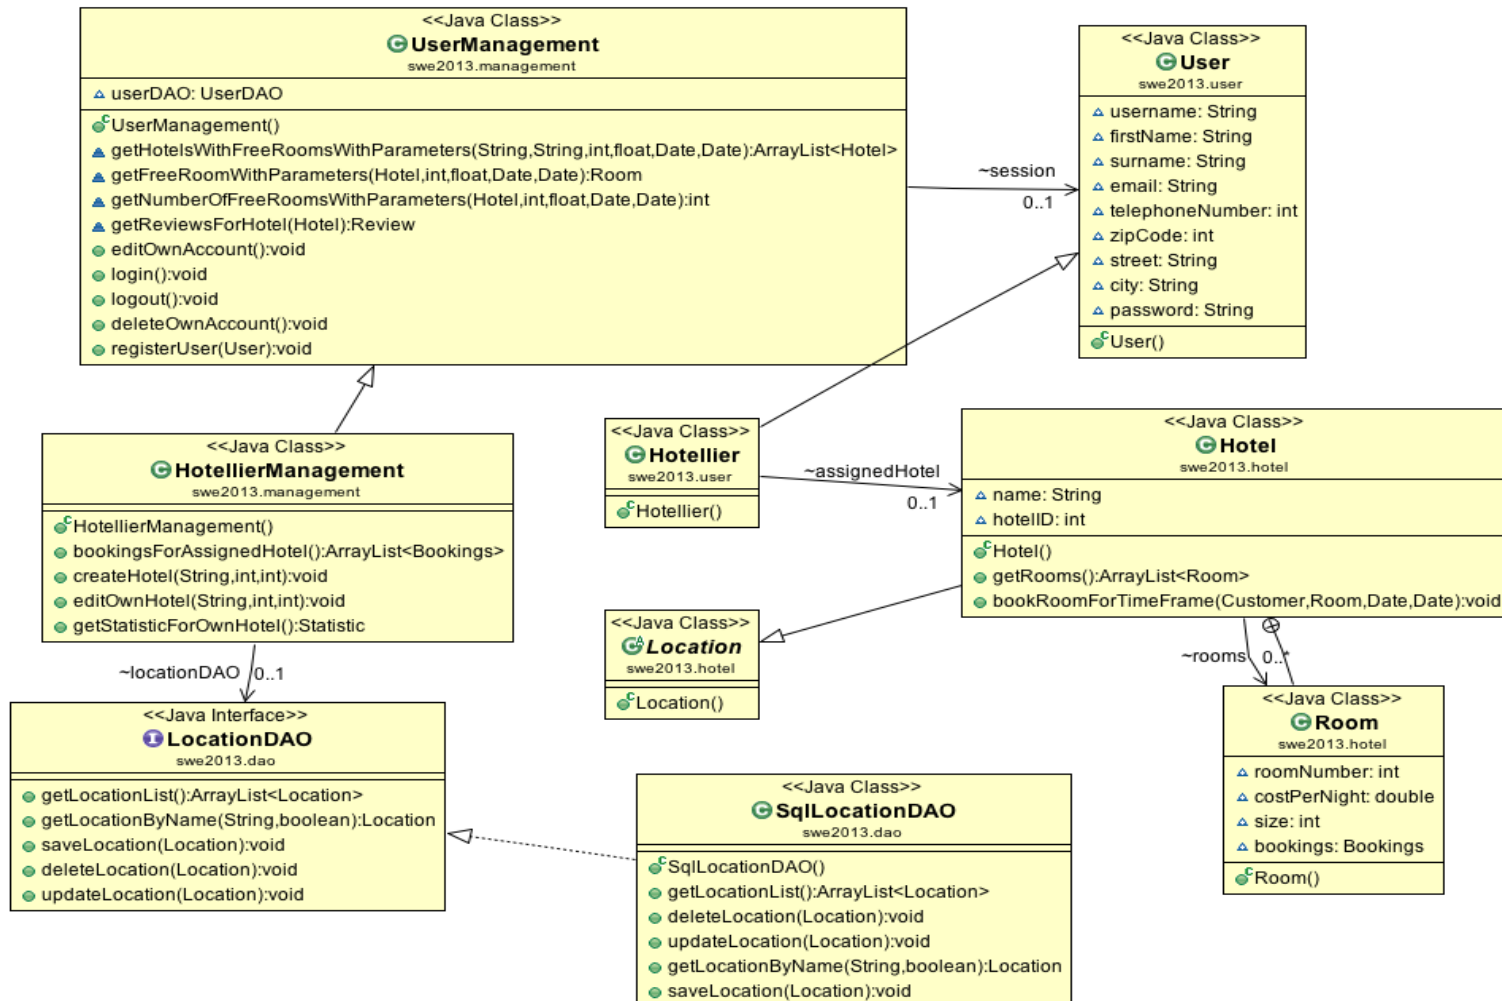 <<Java Class>>
UserManagement
swe2013.management
userDAO: UserDAO
UserManagement()
getHotelsWithFreeRoomsWithParameters(String,String,int,float,Date,Date):ArrayList<Hotel>
getFreeRoomWithParameters(Hotel,int,float,Date,Date):Room
getNumberOfFreeRoomsWithParameters(Hotel,int,float,Date,Date):int
getReviewsForHotel(Hotel):Review
editOwnAccount():void
login():void
logout():void
deleteOwnAccount():void
registerUser(User):void
~session
0..1
<<Java Class>>
User
swe2013.user
username: String
firstName: String
surname: String
email: String
telephoneNumber: int
zipCode: int
street: String
city: String
password: String
User()
<<Java Class>>
HotellierManagement
swe2013.management
HotellierManagement()
bookingsForAssignedHotel():ArrayList<Bookings>
createHotel(String,int,int):void
editOwnHotel(String,int,int):void
getStatisticForOwnHotel():Statistic
<<Java Class>>
Hotellier
swe2013.user
Hotellier()
~assignedHotel
0..1
<<Java Class>>
Hotel
swe2013.hotel
name: String
hotelID: int
Hotel()
getRooms():ArrayList<Room>
bookRoomForTimeFrame(Customer,Room,Date,Date):void
<<Java Class>>
Location
swe2013.hotel
Location()
~locationDAO
0..1
~rooms
0..*
<<Java Interface>>
LocationDAO
swe2013.dao
getLocationList():ArrayList<Location>
getLocationByName(String,boolean):Location
saveLocation(Location):void
deleteLocation(Location):void
updateLocation(Location):void
<<Java Class>>
Room
swe2013.hotel
roomNumber: int
costPerNight: double
size: int
bookings: Bookings
Room()
<<Java Class>>
SqlLocationDAO
swe2013.dao
SqlLocationDAO()
getLocationList():ArrayList<Location>
deleteLocation(Location):void
updateLocation(Location):void
getLocationByName(String,boolean):Location
saveLocation(Location):void